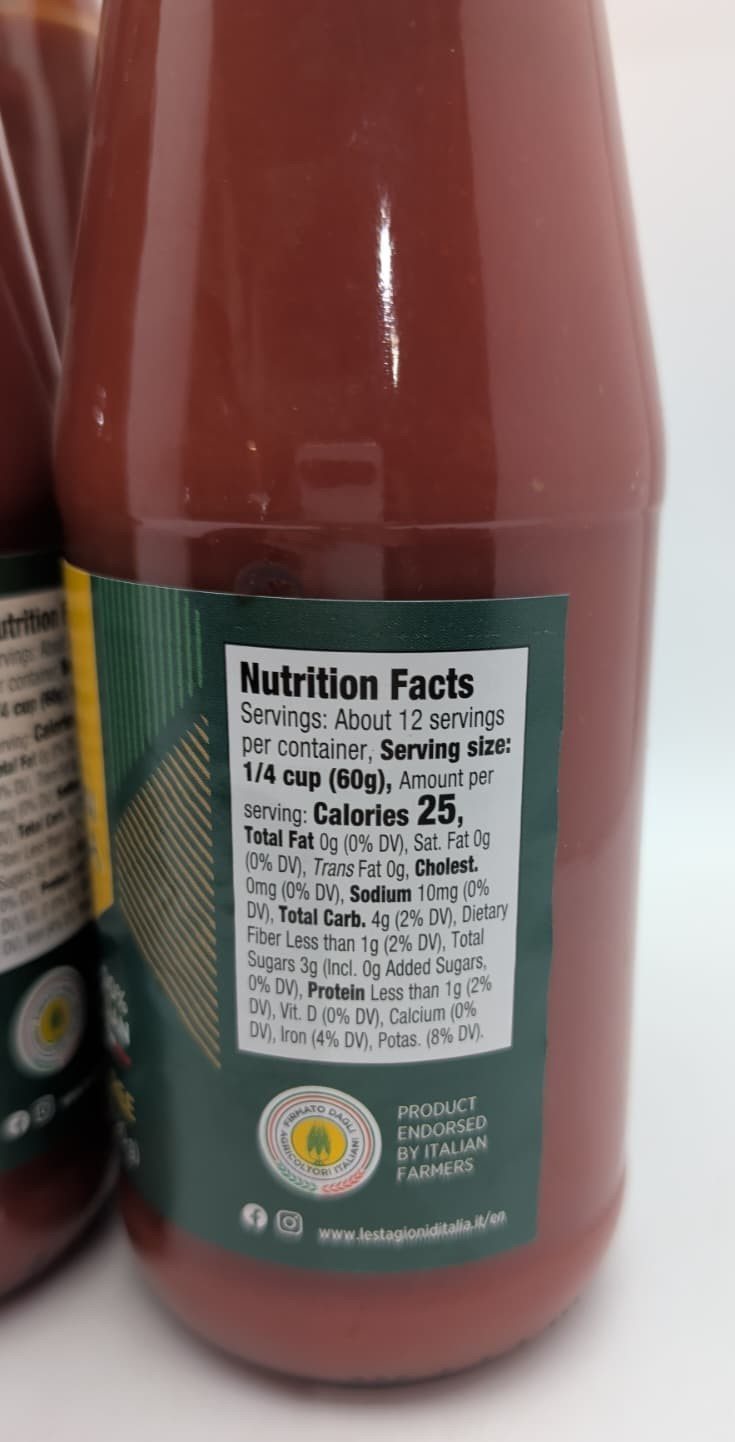 Nutrition Facts
Servings: About 12 servings
per container, Serving size:
1/4 cup (60g), Amount per
serving: Calories 25,
Total Fat 0g (0% DV), Sat. Fat 0g
(0% DV), Trans Fat 0g, Cholest.
0mg (0% DV), Sodium 10mg (0%
DV), Total Carb. 4g (2% DV), Dietary
Fiber Less than 1g (2% DV), Total
Sugars 3g (Incl. 0g Added Sugars,
0% DV), Protein Less than 1g (2%
DV), Vit. D (0% DV), Calcium (0%
DV), Iron (4% DV), Potas. (8% DV).
FIRMATO DAGLI
AGRICOLTORI ITALIANI
PRODUCT
ENDORSED
BY ITALIAN
FARMERS
www.lestagioniditalia.it/en